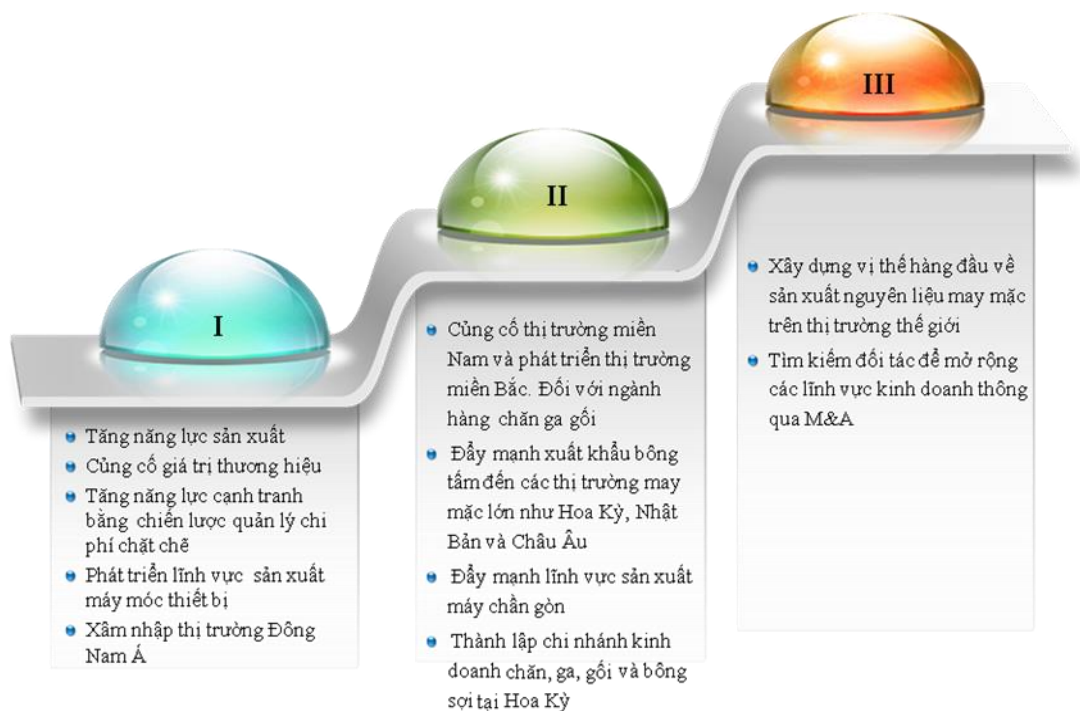 I
Tăng năng lực sản xuất
Củng cố giá trị thương hiệu
Tăng năng lực cạnh tranh
bằng chiến lược quản lý chi
phí chặt chẽ
Phát triển lĩnh vực sản xuất
máy móc thiết bị
Xâm nhập thị trường Đông
Nam Á
II
Củng cố thị trường miền
Nam và phát triển thị trường
miền Bắc. Đối với ngành
hàng chăn ga gối
Đẩy mạnh xuất khẩu bông
tấm đến các thị trường may
mặc lớn như Hoa Kỳ, Nhật
Bản và Châu Âu
Đẩy mạnh lĩnh vực sản xuất
máy chần gòn
Thành lập chi nhánh kinh
doanh chăn, ga, gối và bông
sợi tại Hoa Kỳ
III
Xây dựng vị thế hàng đầu về
sản xuất nguyên liệu may mặc
trên thị trường thế giới
Tìm kiếm đối tác để mở rộng
các lĩnh vực kinh doanh thông
qua M&A